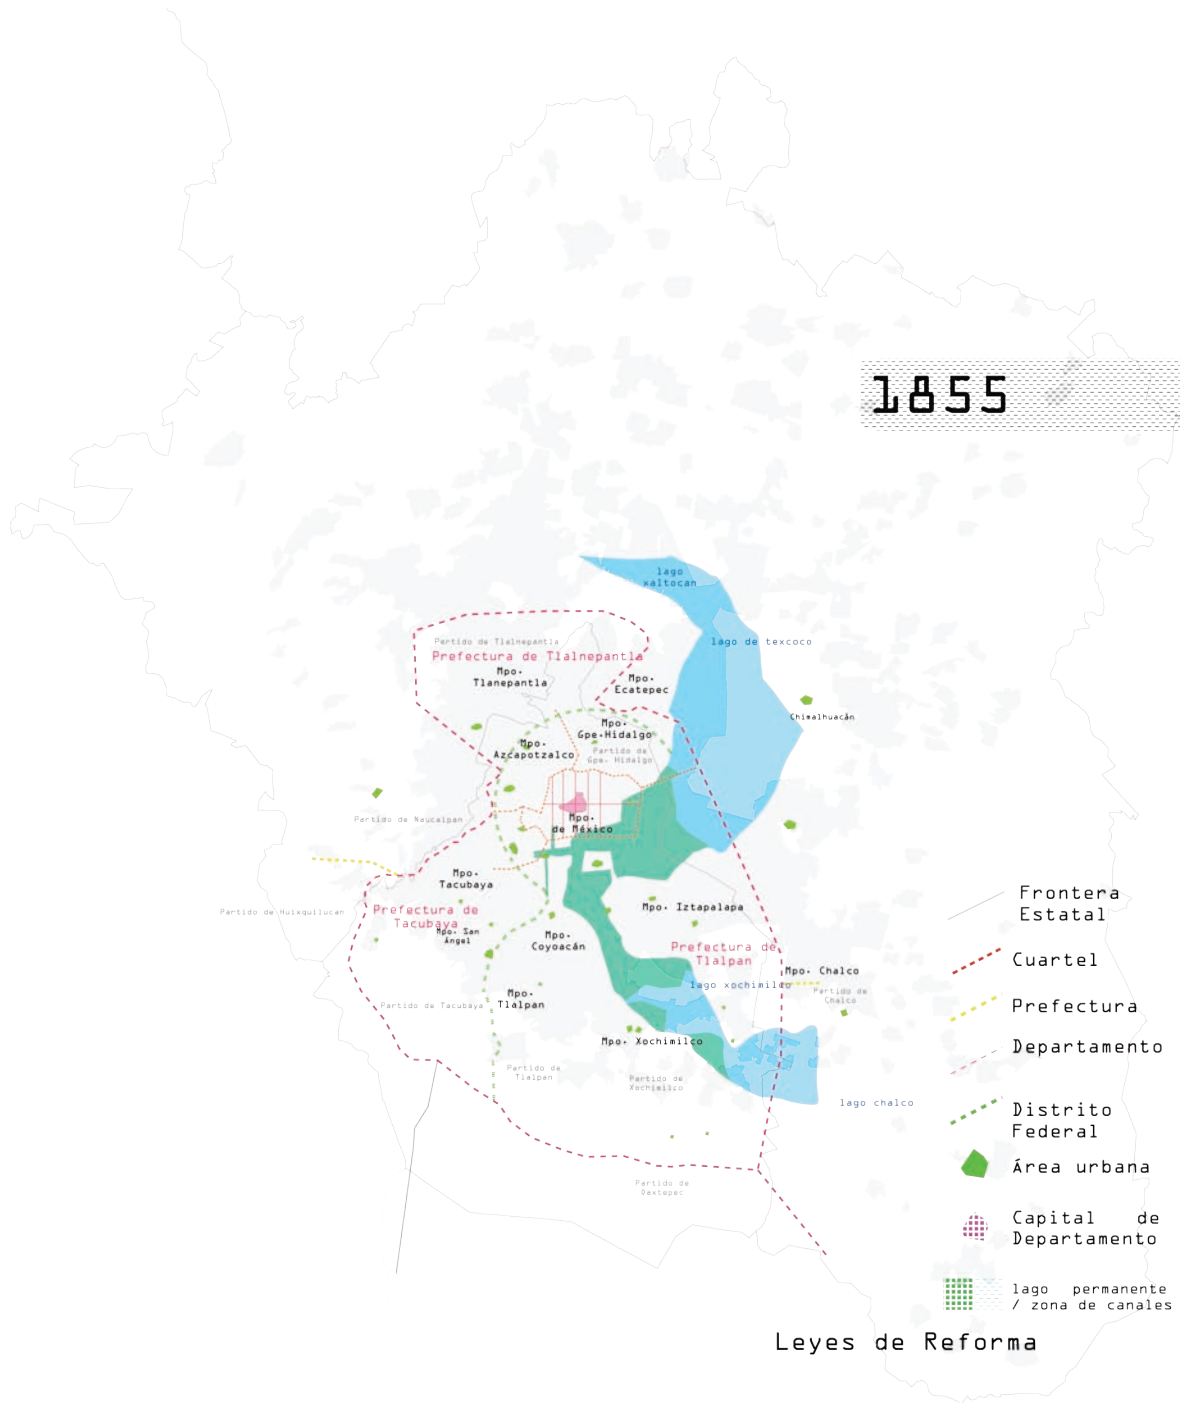 1855
lago
xaltocan
lago de texcoco
Partido de Tlalnepantla
Prefectura de Tlalnepantla
Mpo.
Tlanepantla
Mpo.
Ecatepec
Chimalhuacán
Mpo.
Gpe.Hidalgo
Mpo.
Azcapotzalco
Partido de
Gpe. Hidalgo
Partido de Naucalpan
Mpo.
de México
Mpo.
Tacubaya
Partido de Huixquilucan
Prefectura de
Tacubaya
Mpo. San
Ángel
Mpo. Iztapalapa
Mpo.
Coyoacán
Prefectura de
Tlalpan
Mpo. Chalco
lago xochimilco
Partido de
Chalco
Mpo.
Tlalpan
Partido de Tacubaya
Mpo. Xochimilco
Partido de
Tlalpan
Partido de
Xochimilco
lago chalco
Partido de
Oaxtepec
Frontera
Estatal
Cuartel
Prefectura
Departamento
Distrito
Federal
Área urbana
Capital de
Departamento
lago permanente
/ zona de canales
Leyes de Reforma